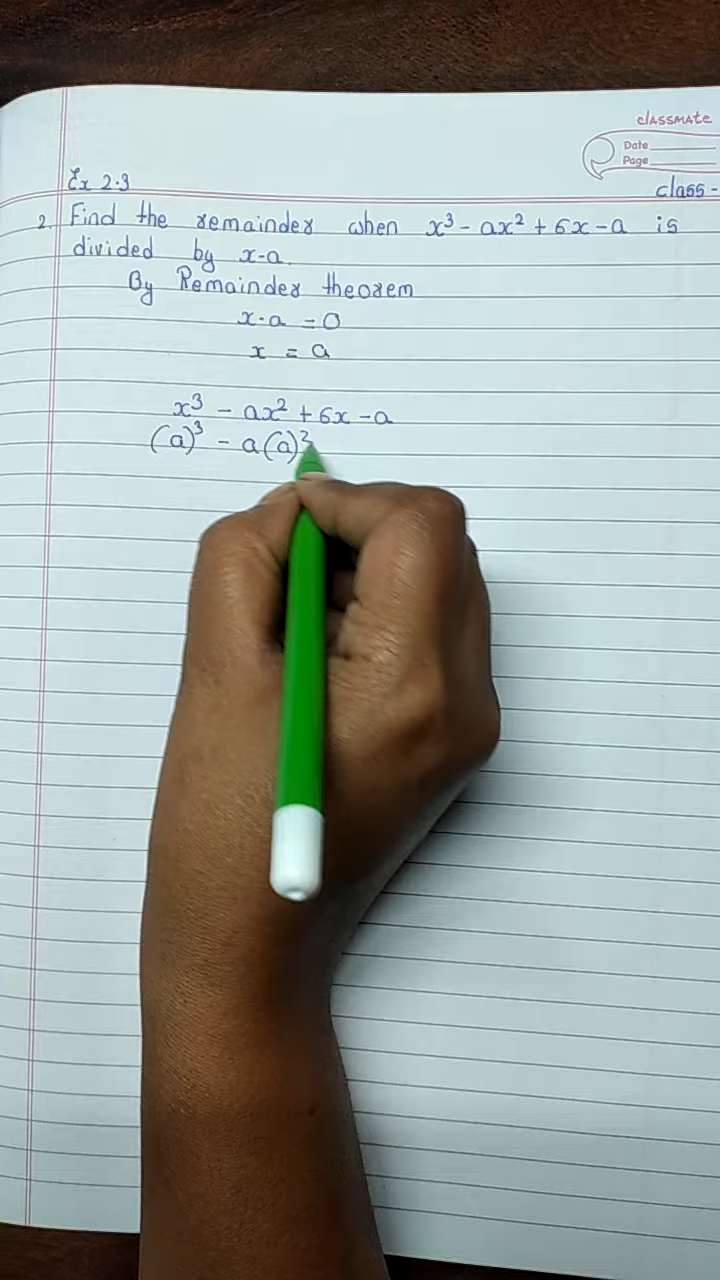 classmate
Date
Page
Ex 2.3
class -
2. Find the remainder when x³ - ax² + 6x - a is
divided by x-a.
By Remainder theorem
x-a = 0
x = a
x³ - ax² + 6x - a
(a)³ - a(a)²